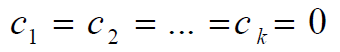 c₁ = c₂ = ... = cₖ = 0